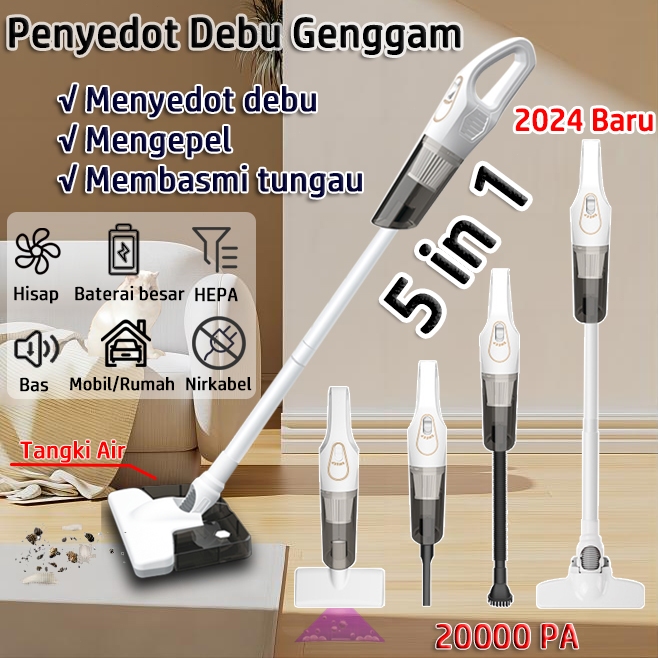 Penyedot Debu Genggam
√ Menyedot debu
√ Mengepel
√ Membasmi tungau
2024 Baru
5 in 1
Hisap
Baterai besar
HEPA
Bas
Mobil/Rumah
Nirkabel
Tangki Air
20000 PA